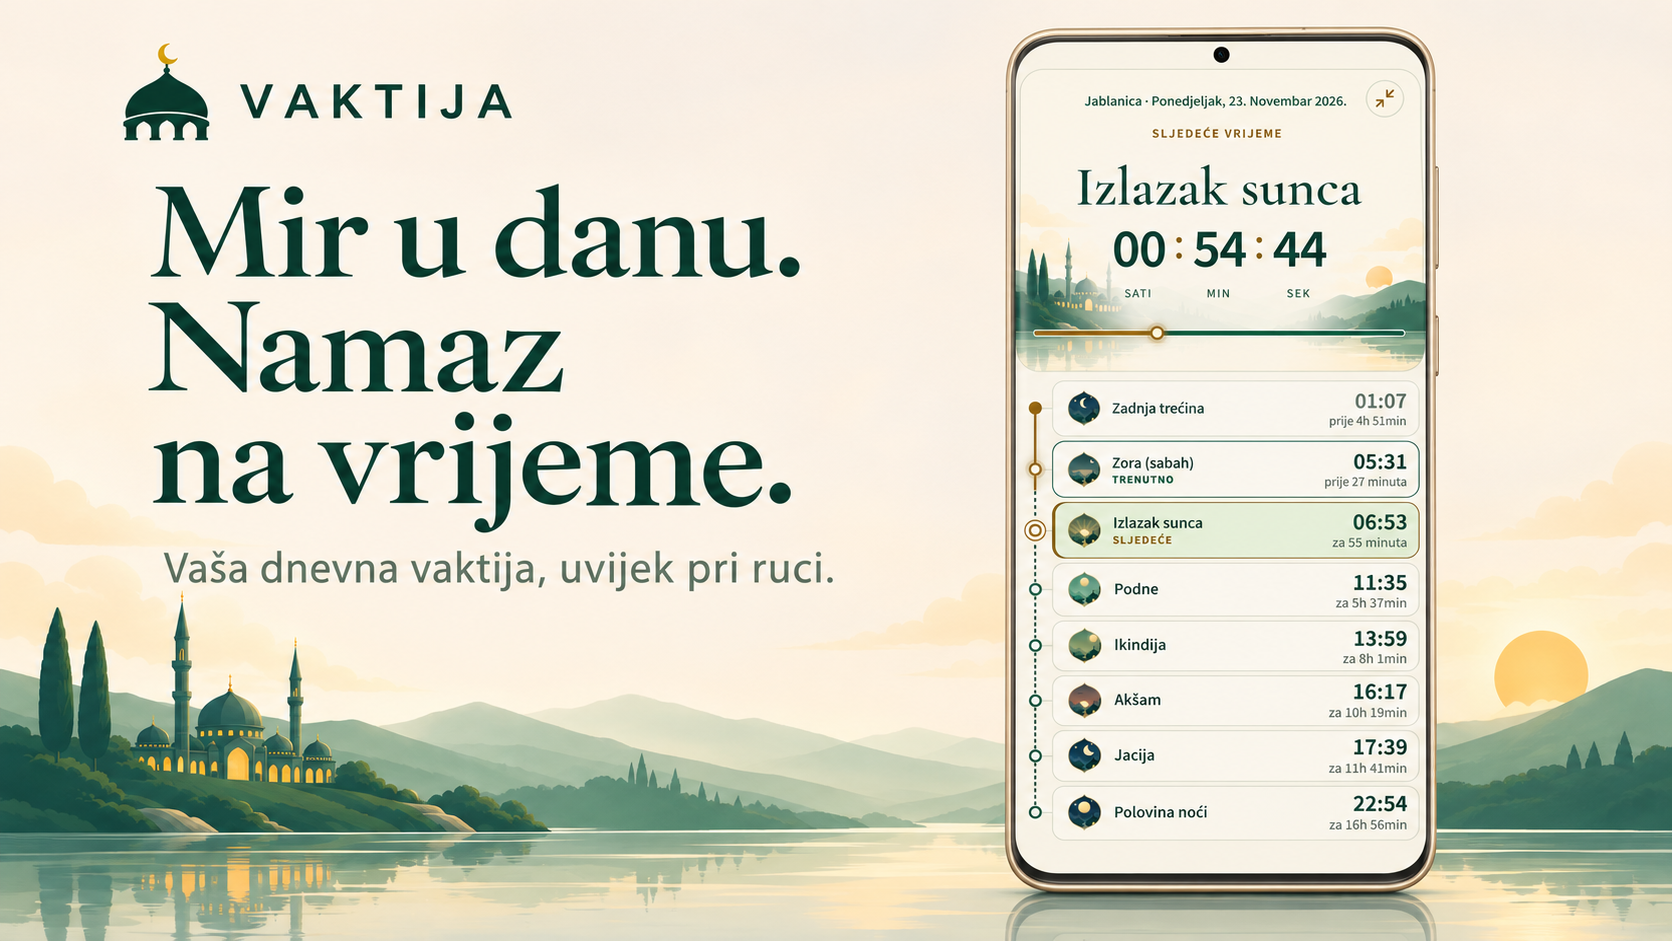 VAKTIJA
Mir u danu.
Namaz
na vrijeme.
Vaša dnevna vaktija, uvijek pri ruci.
Jablanica · Ponedjeljak, 23. Novembar 2026.
SLJEDEĆE VRIJEME
Izlazak sunca
00 : 54 : 44
SATI MIN SEK
Zadnja trećina 01:07
prije 4h 51min
Zora (sabah) 05:31
TRENUTNO prije 27 minuta
Izlazak sunca 06:53
SLJEDEĆE za 55 minuta
Podne 11:35
za 5h 37min
Ikindija 13:59
za 8h 1min
Akšam 16:17
za 10h 19min
Jacija 17:39
za 11h 41min
Polovina noći 22:54
za 16h 56min